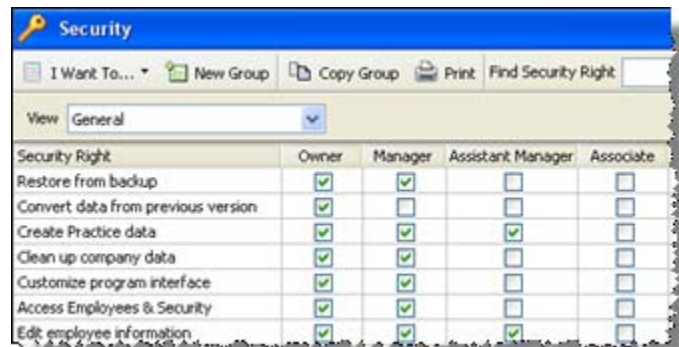 Security
I Want To... New Group Copy Group Print Find Security Right
View General
Security Right Owner Manager Assistant Manager Associate
Restore from backup
Convert data from previous version
Create Practice data
Clean up company data
Customize program interface
Access Employees & Security
Edit employee information